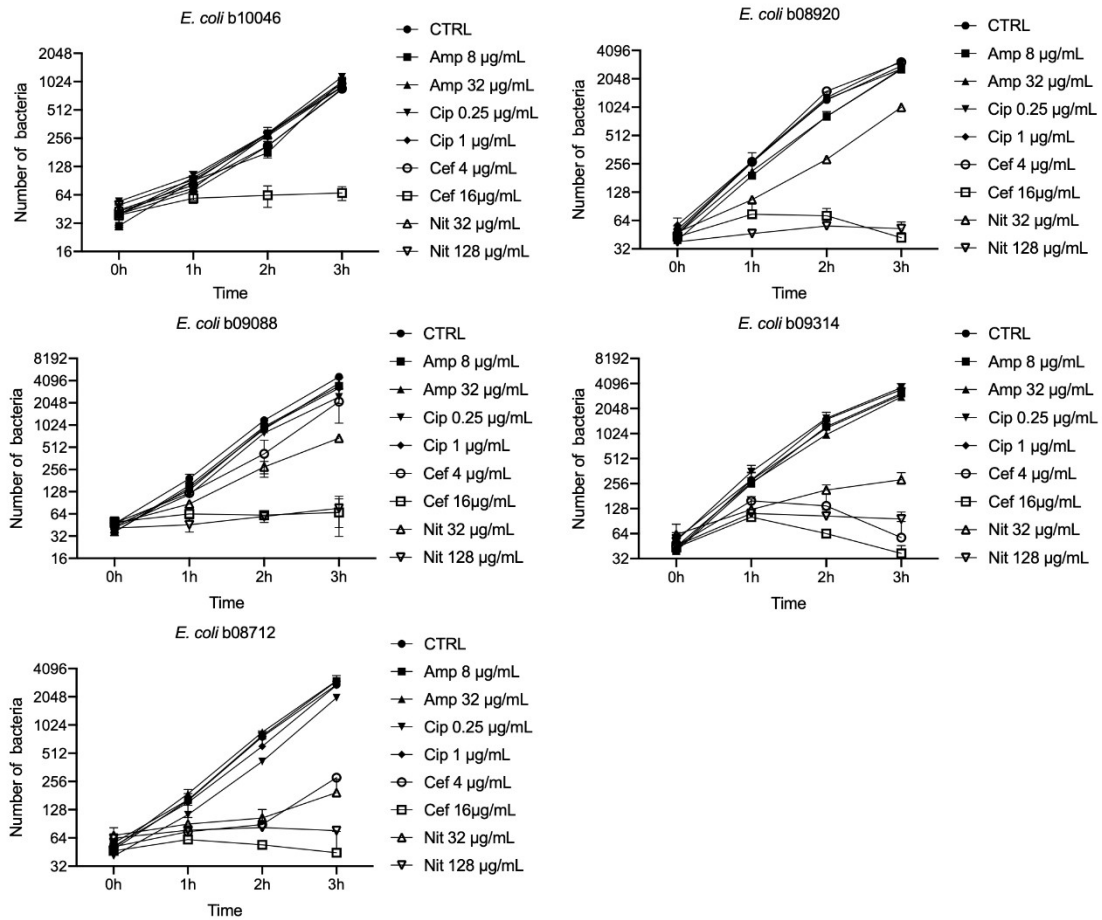 E. coli b10046
Number of bacteria
2048
1024
512
256
128
64
32
16
0h 1h 2h 3h
Time
CTRL
Amp 8 µg/mL
Amp 32 µg/mL
Cip 0.25 µg/mL
Cip 1 µg/mL
Cef 4 µg/mL
Cef 16µg/mL
Nit 32 µg/mL
Nit 128 µg/mL
E. coli b08920
Number of bacteria
4096
2048
1024
512
256
128
64
32
0h 1h 2h 3h
Time
CTRL
Amp 8 µg/mL
Amp 32 µg/mL
Cip 0.25 µg/mL
Cip 1 µg/mL
Cef 4 µg/mL
Cef 16µg/mL
Nit 32 µg/mL
Nit 128 µg/mL
E. coli b09088
Number of bacteria
8192
4096
2048
1024
512
256
128
64
32
16
0h 1h 2h 3h
Time
CTRL
Amp 8 µg/mL
Amp 32 µg/mL
Cip 0.25 µg/mL
Cip 1 µg/mL
Cef 4 µg/mL
Cef 16µg/mL
Nit 32 µg/mL
Nit 128 µg/mL
E. coli b09314
Number of bacteria
8192
4096
2048
1024
512
256
128
64
32
0h 1h 2h 3h
Time
CTRL
Amp 8 µg/mL
Amp 32 µg/mL
Cip 0.25 µg/mL
Cip 1 µg/mL
Cef 4 µg/mL
Cef 16µg/mL
Nit 32 µg/mL
Nit 128 µg/mL
E. coli b08712
Number of bacteria
4096
2048
1024
512
256
128
64
32
0h 1h 2h 3h
Time
CTRL
Amp 8 µg/mL
Amp 32 µg/mL
Cip 0.25 µg/mL
Cip 1 µg/mL
Cef 4 µg/mL
Cef 16µg/mL
Nit 32 µg/mL
Nit 128 µg/mL